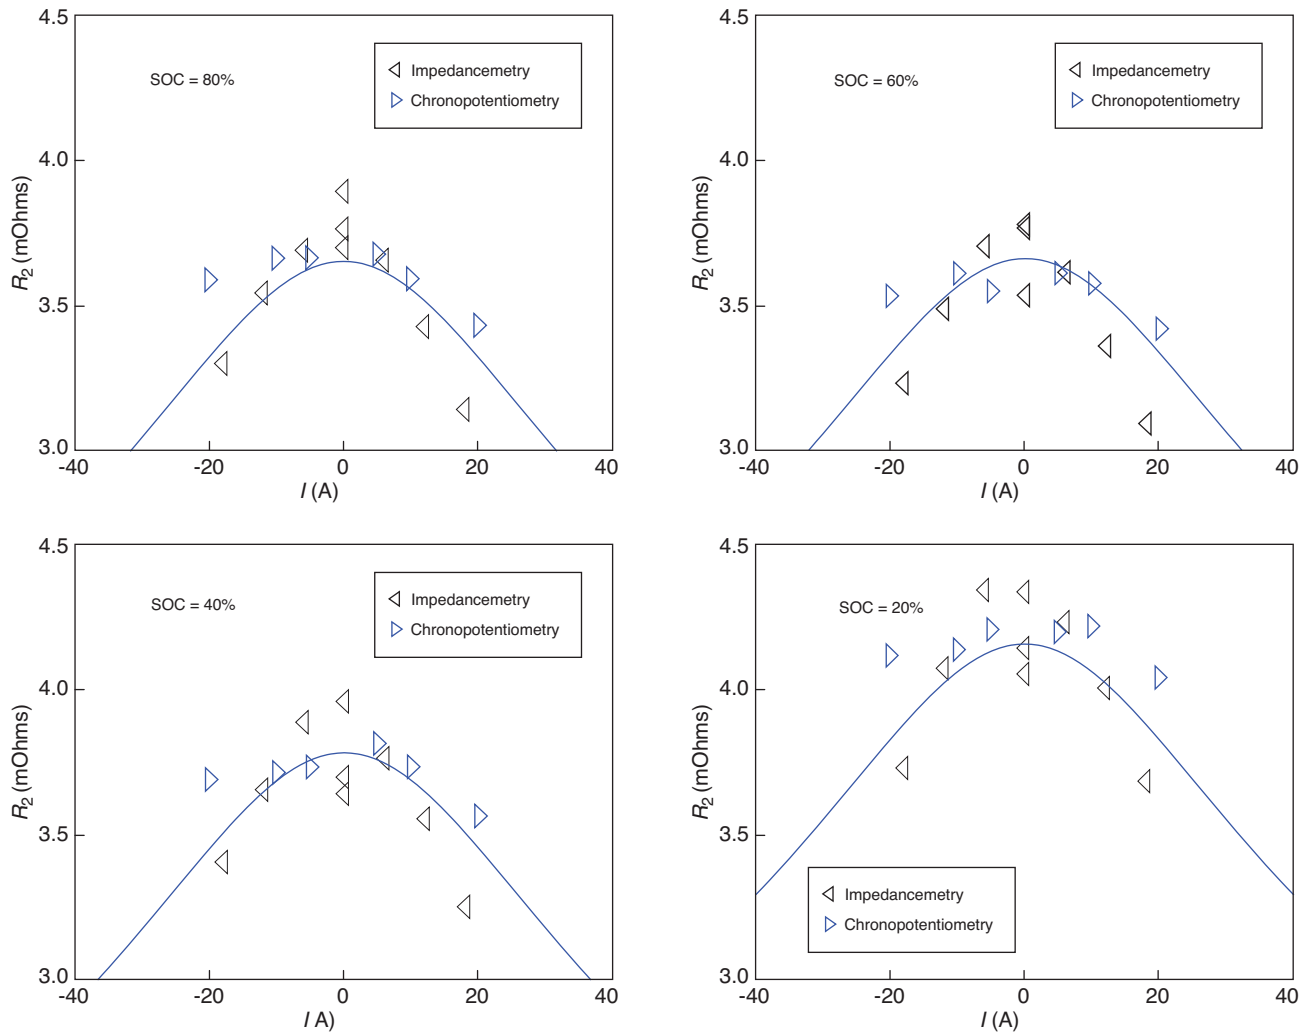 4.5
SOC = 80%
Impedancemetry
Chronopotentiometry
4.0
R2 (mOhms)
3.5
3.0
-40 -20 0 20 40
I (A)
4.5
SOC = 60%
Impedancemetry
Chronopotentiometry
4.0
R2 (mOhms)
3.5
3.0
-40 -20 0 20 40
I (A)
4.5
SOC = 40%
Impedancemetry
Chronopotentiometry
4.0
R2 (mOhms)
3.5
3.0
-40 -20 0 20 40
I A)
4.5
SOC = 20%
4.0
R2 (mOhms)
3.5
Impedancemetry
Chronopotentiometry
3.0
-40 -20 0 20 40
I (A)